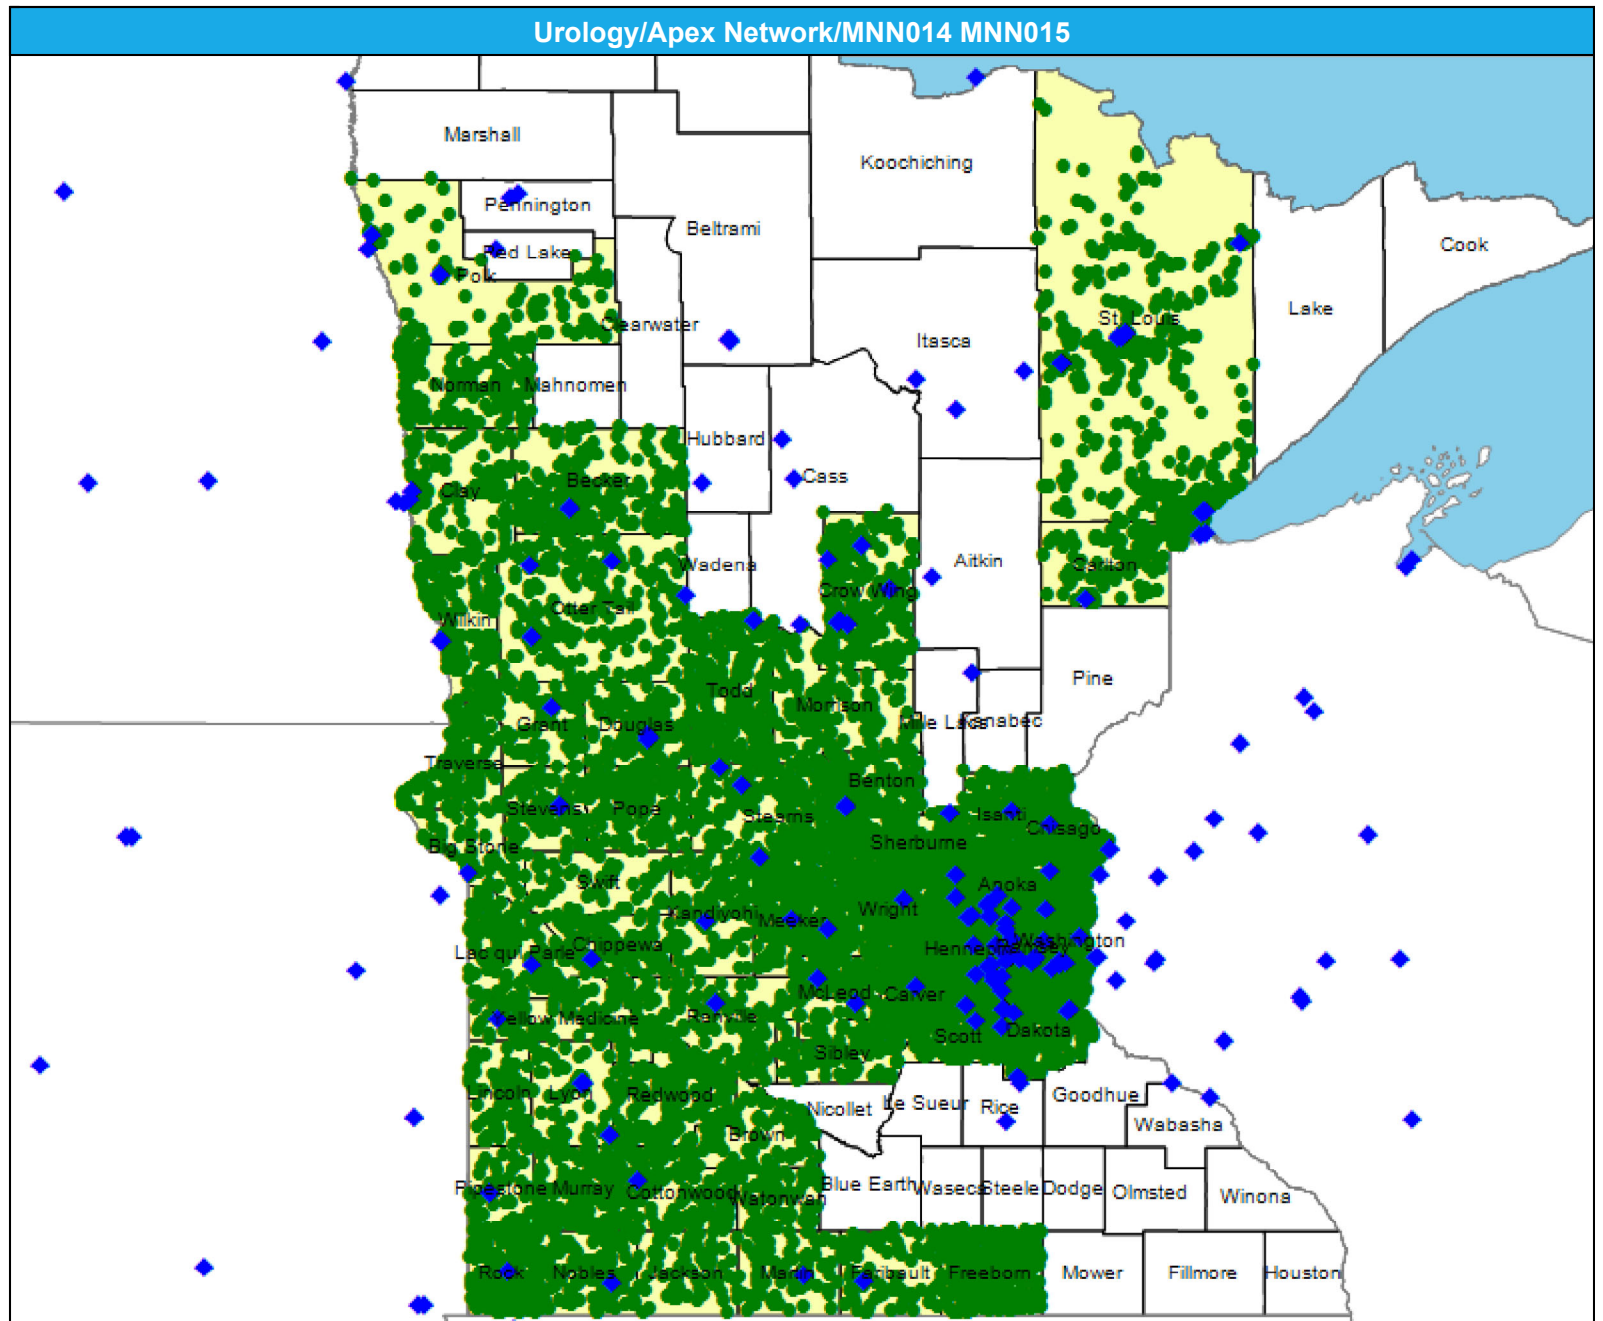 Urology/Apex Network/MNN014 MNN015
Marshall
Koochiching
Pennington
Beltrami
Red Lake
Cook
Polk
Lake
Clearwater
St. Louis
Itasca
Norman
Mahnomen
Hubbard
Cass
Becker
Clay
Aitkin
Wadena
Carlton
Crow Wing
Otter Tail
Wilkin
Pine
Todd
Morrison
Grant
Douglas
Mille Lacs
Kanabec
Traverse
Benton
Stevens
Pope
Stearns
Isanti
Chisago
Sherburne
Big Stone
Swift
Anoka
Wright
Kandiyohi
Meeker
Hennepin
Ramsey
Washington
Lac qui Parle
Chippewa
McLeod
Carver
Yellow Medicine
Renville
Scott
Dakota
Sibley
Lincoln
Lyon
Redwood
Nicollet
Le Sueur
Rice
Goodhue
Wabasha
Brown
Pipestone
Murray
Cottonwood
Watonwan
Blue Earth
Waseca
Steele
Dodge
Olmsted
Winona
Rock
Nobles
Jackson
Martin
Faribault
Freeborn
Mower
Fillmore
Houston